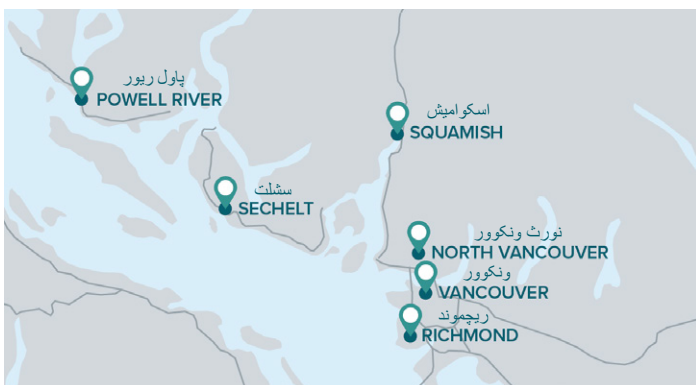 پاول ریور
POWELL RIVER
اسکوامیش
SQUAMISH
سشلت
SECHELT
نورث ونکوور
NORTH VANCOUVER
ونکوور
VANCOUVER
ریچموند
RICHMOND